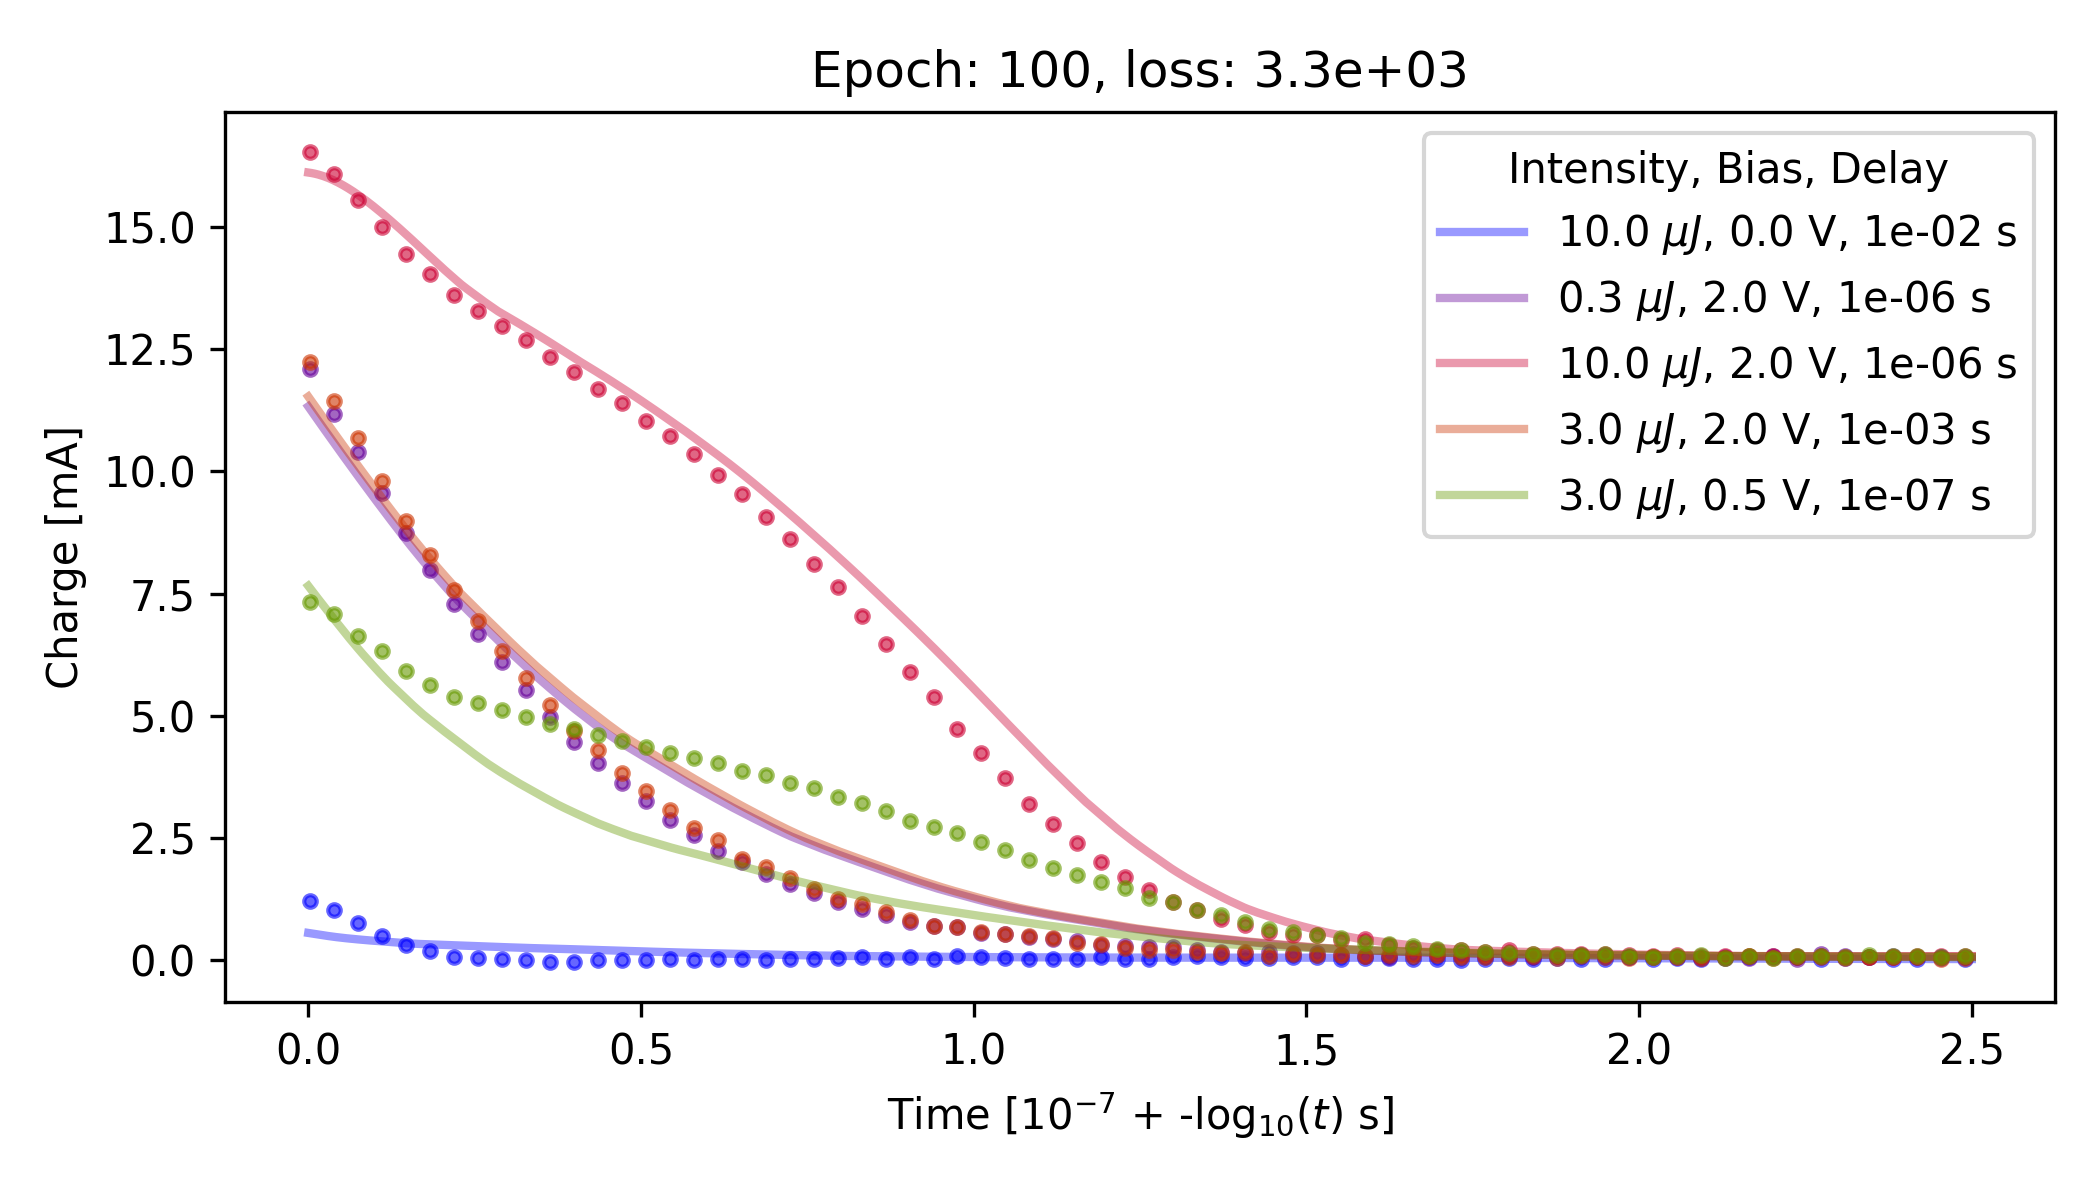 Epoch: 100, loss: 3.3e+03
Intensity, Bias, Delay
10.0 μJ, 0.0 V, 1e-02 s
0.3 μJ, 2.0 V, 1e-06 s
10.0 μJ, 2.0 V, 1e-06 s
3.0 μJ, 2.0 V, 1e-03 s
3.0 μJ, 0.5 V, 1e-07 s
Charge [mA]
15.0
12.5
10.0
7.5
5.0
2.5
0.0
0.0 0.5 1.0 1.5 2.0 2.5
Time [10⁻⁷ + -log₁₀(t) s]